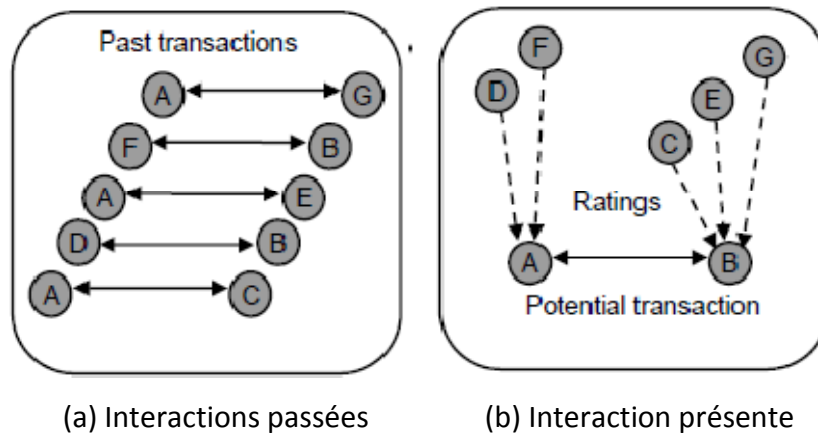 Past transactions
A G
F B
A E
D B
A C
(a) Interactions passées
F
D
G
E
C
Ratings
A B
Potential transaction
(b) Interaction présente